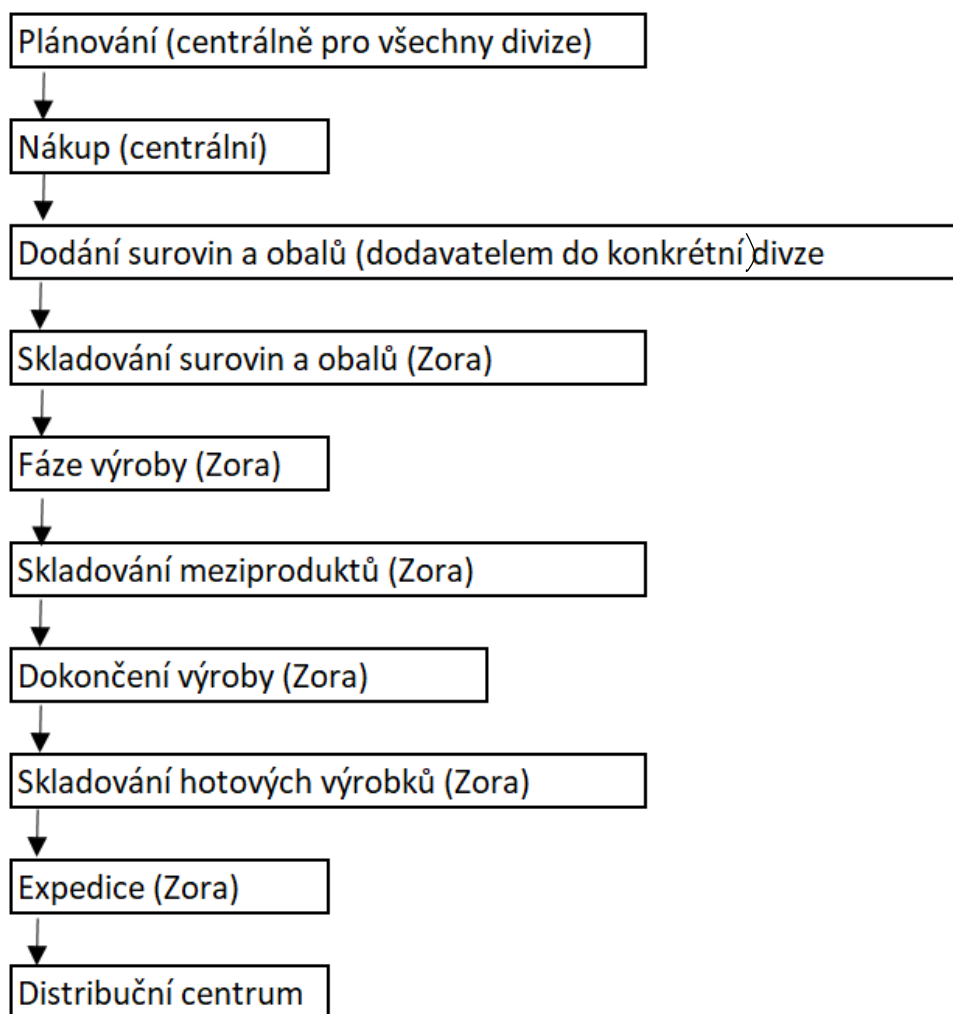 Plánování (centrálně pro všechny divize)
Nákup (centrální)
Dodání surovin a obalů (dodavatelem do konkrétní)divze
Skladování surovin a obalů (Zora)
Fáze výroby (Zora)
Skladování meziproduktů (Zora)
Dokončení výroby (Zora)
Skladování hotových výrobků (Zora)
Expedice (Zora)
Distribuční centrum